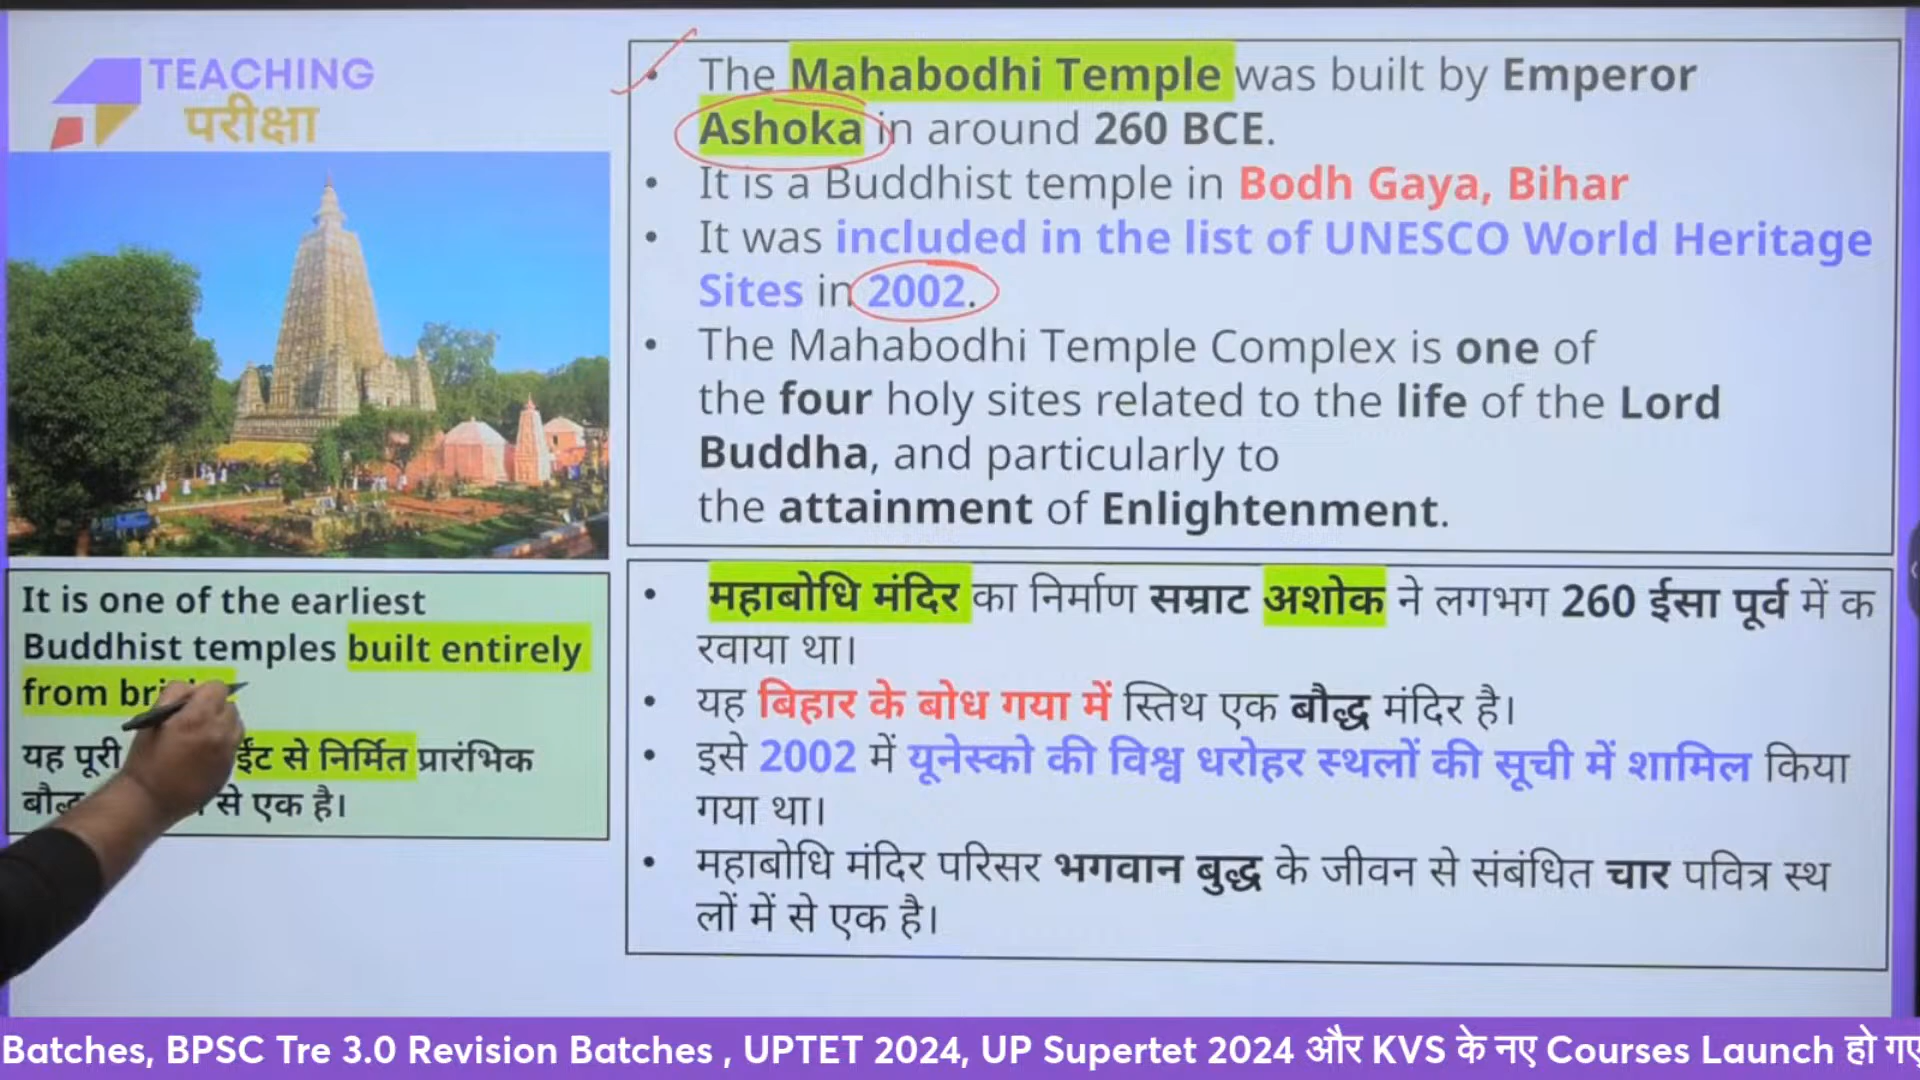 TEACHING
परीक्षा
• The Mahabodhi Temple was built by Emperor
Ashoka in around 260 BCE.
• It is a Buddhist temple in Bodh Gaya, Bihar
• It was included in the list of UNESCO World Heritage
Sites in 2002.
• The Mahabodhi Temple Complex is one of
the four holy sites related to the life of the Lord
Buddha, and particularly to
the attainment of Enlightenment.
It is one of the earliest
Buddhist temples built entirely
from
यह पूरी ईंट से निर्मित प्रारंभिक
बौद्ध से एक है।
• महाबोधि मंदिर का निर्माण सम्राट अशोक ने लगभग 260 ईसा पूर्व में क
रवाया था।
• यह बिहार के बोध गया में स्तिथ एक बौद्ध मंदिर है।
• इसे 2002 में यूनेस्को की विश्व धरोहर स्थलों की सूची में शामिल किया
गया था।
• महाबोधि मंदिर परिसर भगवान बुद्ध के जीवन से संबंधित चार पवित्र स्थ
लों में से एक है।
Batches, BPSC Tre 3.0 Revision Batches , UPTET 2024, UP Supertet 2024 और KVS के नए Courses Launch हो गए